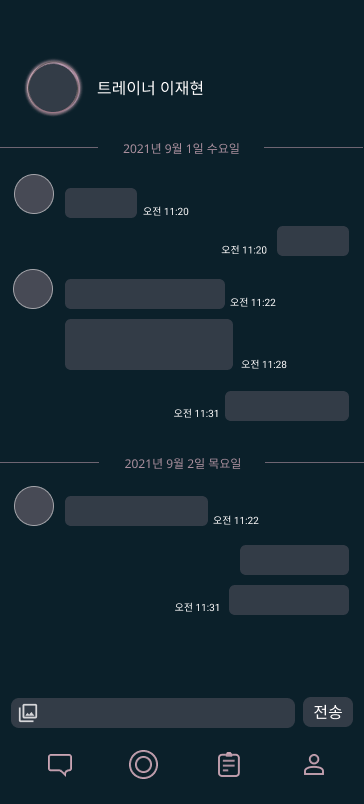 트레이너 이재현
2021년 9월 1일 수요일
오전 11:20
오전 11:20
오전 11:22
오전 11:28
오전 11:31
2021년 9월 2일 목요일
오전 11:22
오전 11:31
전송